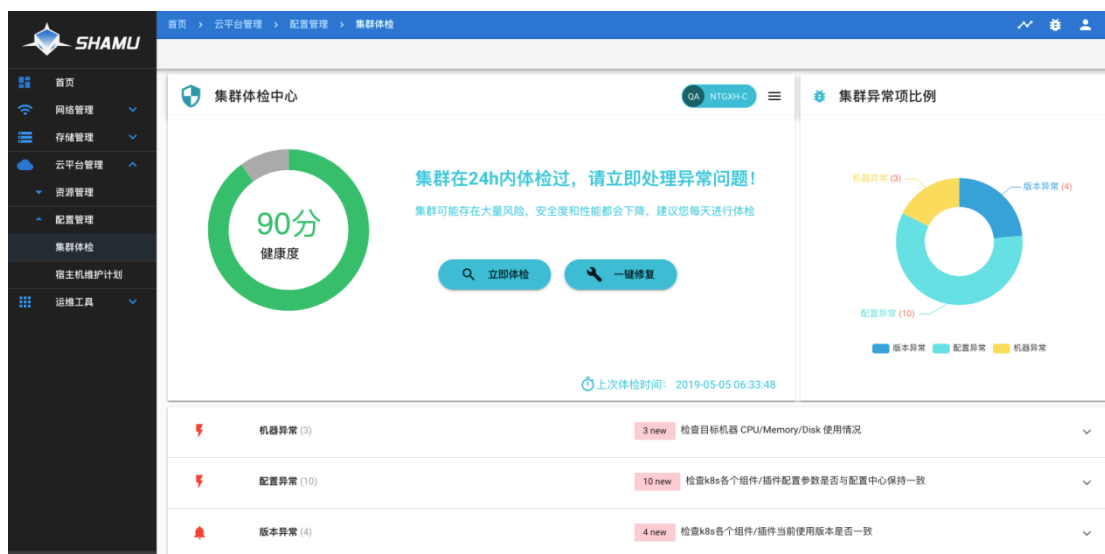 SHAMU
首页 › 云平台管理 › 配置管理 › 集群体检
首页
网络管理
存储管理
云平台管理
资源管理
配置管理
集群体检
宿主机维护计划
运维工具
集群体检中心
QA NTGXH-C
90分
健康度
集群在24h内体检过，请立即处理异常问题!
集群可能存在大量风险，安全度和性能都会下降，建议您每天进行体检
立即体检
一键修复
上次体检时间： 2019-05-05 06:33:48
集群异常项比例
机器异常 (3)
版本异常 (4)
配置异常 (10)
版本异常 配置异常 机器异常
机器异常 (3) 3 new 检查目标机器 CPU/Memory/Disk 使用情况
配置异常 (10) 10 new 检查k8s各个组件/插件配置参数是否与配置中心保持一致
版本异常 (4) 4 new 检查k8s各个组件/插件当前使用版本是否一致